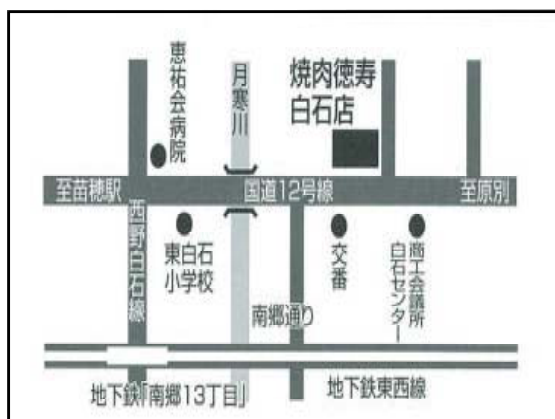 恵祐会病院
月寒川
焼肉徳寿
白石店
至苗穂駅
国道12号線
至原別
西野白石線
東白石
小学校
交番
商工会議所
白石センター
南郷通り
地下鉄「南郷13丁目」
地下鉄東西線